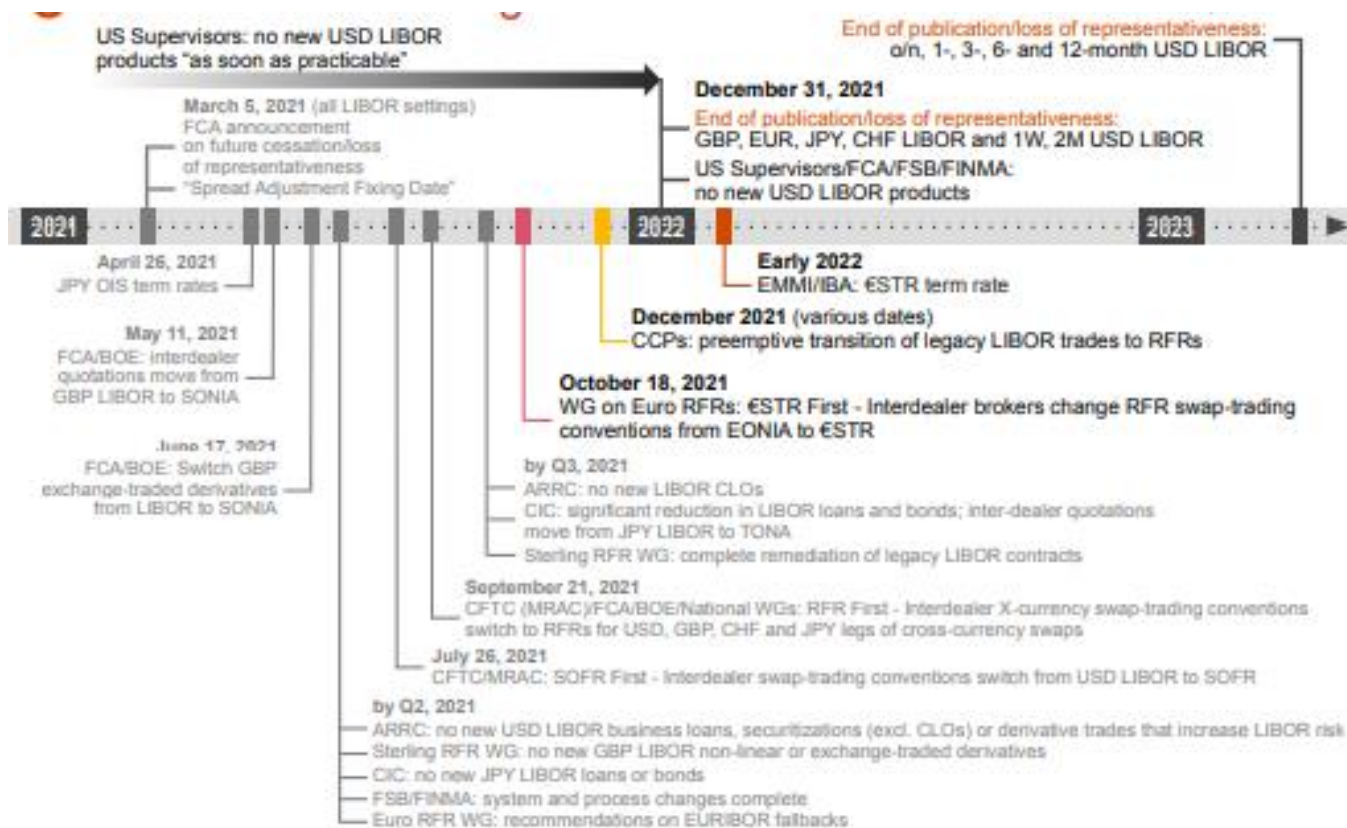 US Supervisors: no new USD LIBOR
products "as soon as practicable"
End of publication/loss of representativeness:
o/n, 1-, 3-, 6- and 12-month USD LIBOR
March 5, 2021 (all LIBOR settings)
FCA announcement
on future cessation/loss
of representativeness
"Spread Adjustment Fixing Date"
December 31, 2021
End of publication/loss of representativeness:
GBP, EUR, JPY, CHF LIBOR and 1W, 2M USD LIBOR
US Supervisors/FCA/FSB/FINMA:
no new USD LIBOR products
2021
2022
2023
April 26, 2021
JPY OIS term rates
Early 2022
EMMI/IBA: €STR term rate
May 11, 2021
FCA/BOE: interdealer
quotations move from
GBP LIBOR to SONIA
December 2021 (various dates)
CCPs: preemptive transition of legacy LIBOR trades to RFRs
October 18, 2021
WG on Euro RFRs: €STR First - Interdealer brokers change RFR swap-trading
conventions from EONIA to €STR
June 17, 2021
FCA/BOE: Switch GBP
exchange-traded derivatives
from LIBOR to SONIA
by Q3, 2021
ARRC: no new LIBOR CLOs
CIC: significant reduction in LIBOR loans and bonds; inter-dealer quotations
move from JPY LIBOR to TONA
Sterling RFR WG: complete remediation of legacy LIBOR contracts
September 21, 2021
CFTC (MRAC)/FCA/BOE/National WGs: RFR First - Interdealer X-currency swap-trading conventions
switch to RFRs for USD, GBP, CHF and JPY legs of cross-currency swaps
July 26, 2021
CFTC/MRAC: SOFR First - Interdealer swap-trading conventions switch from USD LIBOR to SOFR
by Q2, 2021
ARRC: no new USD LIBOR business loans, securitizations (excl. CLOs) or derivative trades that increase LIBOR risk
Sterling RFR WG: no new GBP LIBOR non-linear or exchange-traded derivatives
CIC: no new JPY LIBOR loans or bonds
FSB/FINMA: system and process changes complete
Euro RFR WG: recommendations on EURIBOR fallbacks